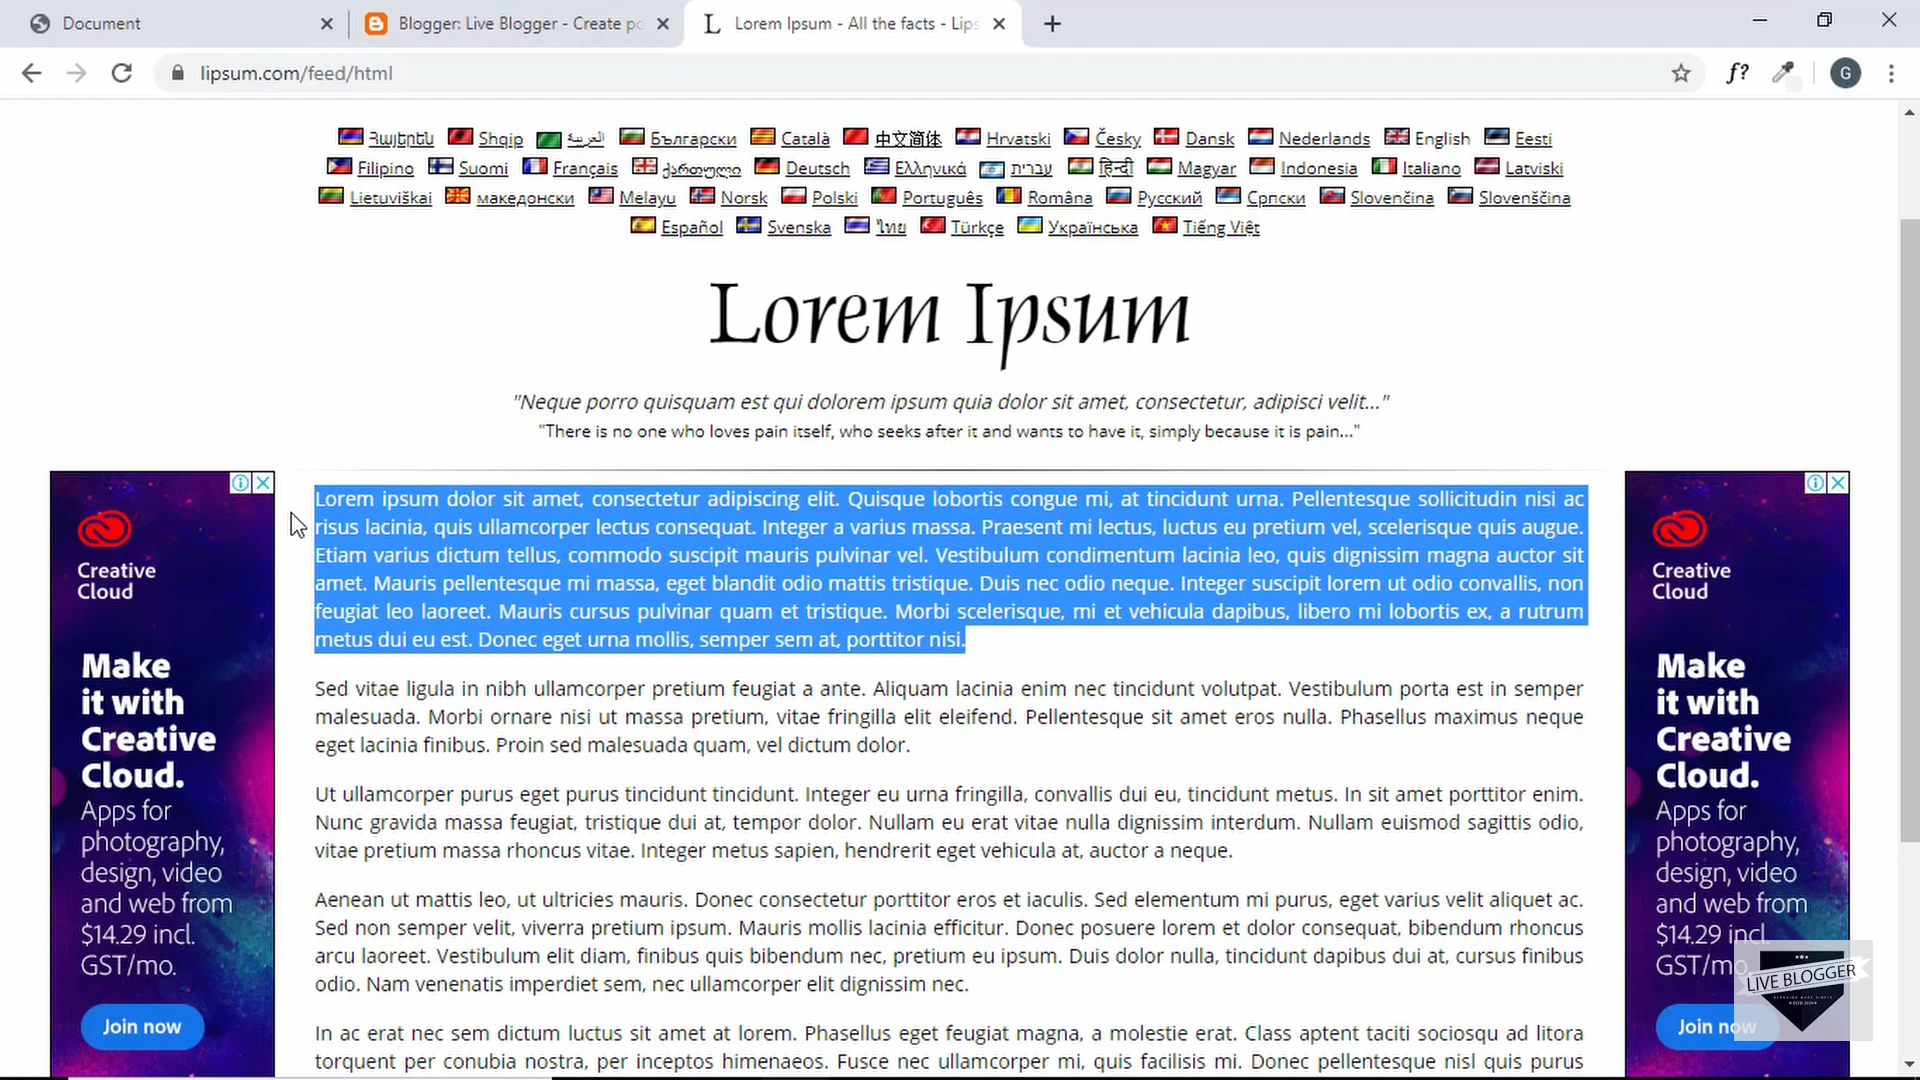 Document
Blogger: Live Blogger - Create po
Lorem Ipsum - All the facts - Lips
lipsum.com/feed/html
f?
G
Հայերեն Shqip العربية Български Català 中文简体 Hrvatski Česky Dansk Nederlands English Eesti
Filipino Suomi Français ქართული Deutsch Ελληνικά עברית हिन्दी Magyar Indonesia Italiano Latviski
Lietuviškai македонски Melayu Norsk Polski Português Româna Русский Српски Slovenčina Slovenščina
Español Svenska ไทย Türkçe Українська Tiếng Việt
Lorem Ipsum
"Neque porro quisquam est qui dolorem ipsum quia dolor sit amet, consectetur, adipisci velit..."
"There is no one who loves pain itself, who seeks after it and wants to have it, simply because it is pain..."
Creative
Cloud
Make
it with
Creative
Cloud.
Apps for
photography,
design, video
and web from
$14.29 incl.
GST/mo.
Join now
Lorem ipsum dolor sit amet, consectetur adipiscing elit. Quisque lobortis congue mi, at tincidunt urna. Pellentesque sollicitudin nisi ac
risus lacinia, quis ullamcorper lectus consequat. Integer a varius massa. Praesent mi lectus, luctus eu pretium vel, scelerisque quis augue.
Etiam varius dictum tellus, commodo suscipit mauris pulvinar vel. Vestibulum condimentum lacinia leo, quis dignissim magna auctor sit
amet. Mauris pellentesque mi massa, eget blandit odio mattis tristique. Duis nec odio neque. Integer suscipit lorem ut odio convallis, non
feugiat leo laoreet. Mauris cursus pulvinar quam et tristique. Morbi scelerisque, mi et vehicula dapibus, libero mi lobortis ex, a rutrum
metus dui eu est. Donec eget urna mollis, semper sem at, porttitor nisi.
Sed vitae ligula in nibh ullamcorper pretium feugiat a ante. Aliquam lacinia enim nec tincidunt volutpat. Vestibulum porta est in semper
malesuada. Morbi ornare nisi ut massa pretium, vitae fringilla elit eleifend. Pellentesque sit amet eros nulla. Phasellus maximus neque
eget lacinia finibus. Proin sed malesuada quam, vel dictum dolor.
Ut ullamcorper purus eget purus tincidunt tincidunt. Integer eu urna fringilla, convallis dui eu, tincidunt metus. In sit amet porttitor enim.
Nunc gravida massa feugiat, tristique dui at, tempor dolor. Nullam eu erat vitae nulla dignissim interdum. Nullam euismod sagittis odio,
vitae pretium massa rhoncus vitae. Integer metus sapien, hendrerit eget vehicula at, auctor a neque.
Aenean ut mattis leo, ut ultricies mauris. Donec consectetur porttitor eros et iaculis. Sed elementum mi purus, eget varius velit aliquet ac.
Sed non semper velit, viverra pretium ipsum. Mauris mollis lacinia efficitur. Donec posuere lorem et dolor consequat, bibendum rhoncus
arcu laoreet. Vestibulum elit diam, finibus quis bibendum nec, pretium eu ipsum. Duis dolor nulla, tincidunt dapibus dui at, cursus finibus
odio. Nam venenatis imperdiet sem, nec ullamcorper elit dignissim nec.
In ac erat nec sem dictum luctus sit amet at lorem. Phasellus eget feugiat magna, a molestie erat. Class aptent taciti sociosqu ad litora
torquent per conubia nostra, per inceptos himenaeos. Fusce nec ullamcorper mi, quis facilisis mi. Donec pellentesque nisl quis purus
Creative
Cloud
Make
it with
Creative
Cloud.
Apps for
photography,
design, video
and web from
$14.29 incl.
GST/mo
Join now
LIVE BLOGGER